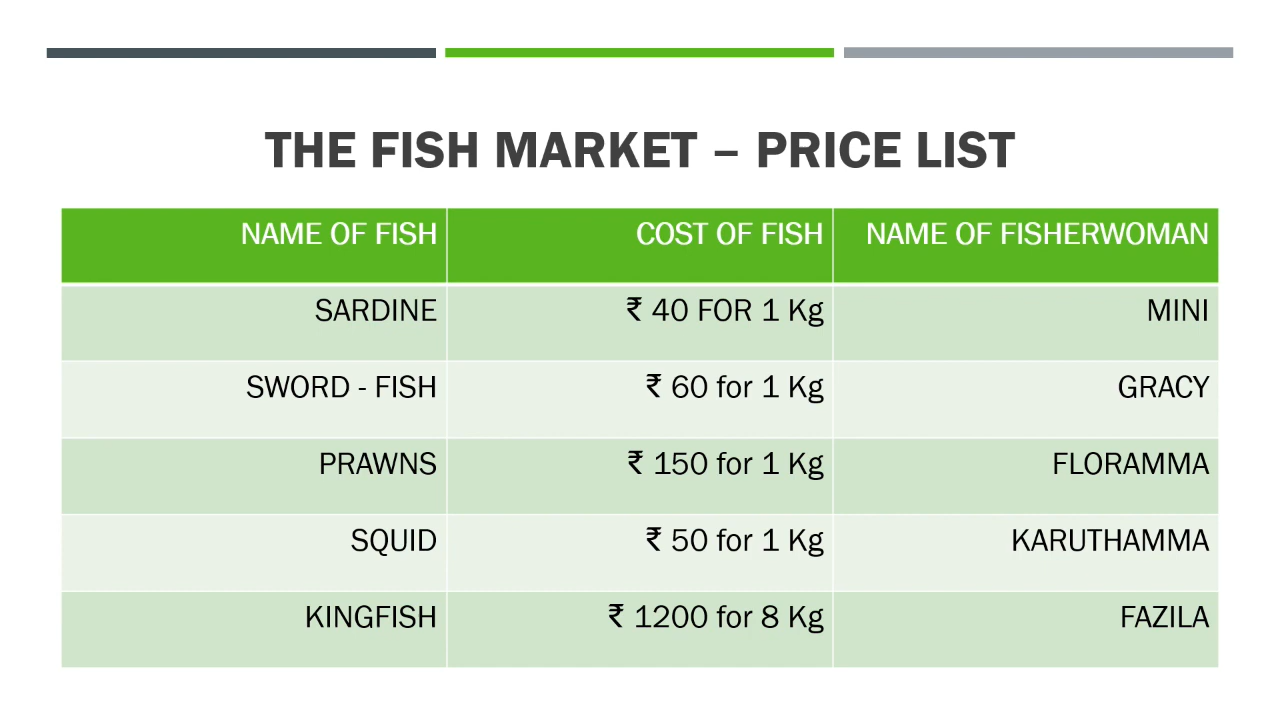 THE FISH MARKET – PRICE LIST
NAME OF FISH COST OF FISH NAME OF FISHERWOMAN
SARDINE ₹ 40 FOR 1 Kg MINI
SWORD - FISH ₹ 60 for 1 Kg GRACY
PRAWNS ₹ 150 for 1 Kg FLORAMMA
SQUID ₹ 50 for 1 Kg KARUTHAMMA
KINGFISH ₹ 1200 for 8 Kg FAZILA